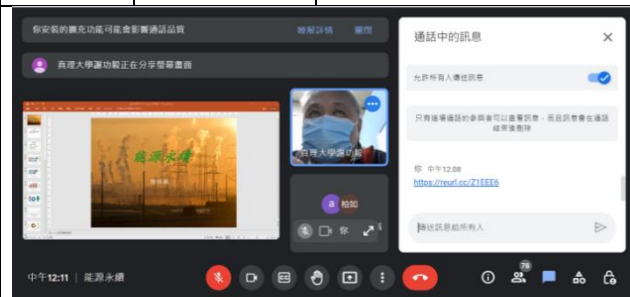 你安裝的擴充功能可能會影響通話品質
瞭解詳情
關閉
真理大學謝功毅正在分享螢幕畫面
能源永續
真理大學謝功毅
a
柏如
你
通話中的訊息
允許所有人傳送訊息
只有進場通話的參與者可以查看訊息，而且訊息會在通話
結束後刪除
你 中午12:08
https://reurl.cc/Z1EEE6
傳送訊息給所有人
中午12:11 | 能源永續
78